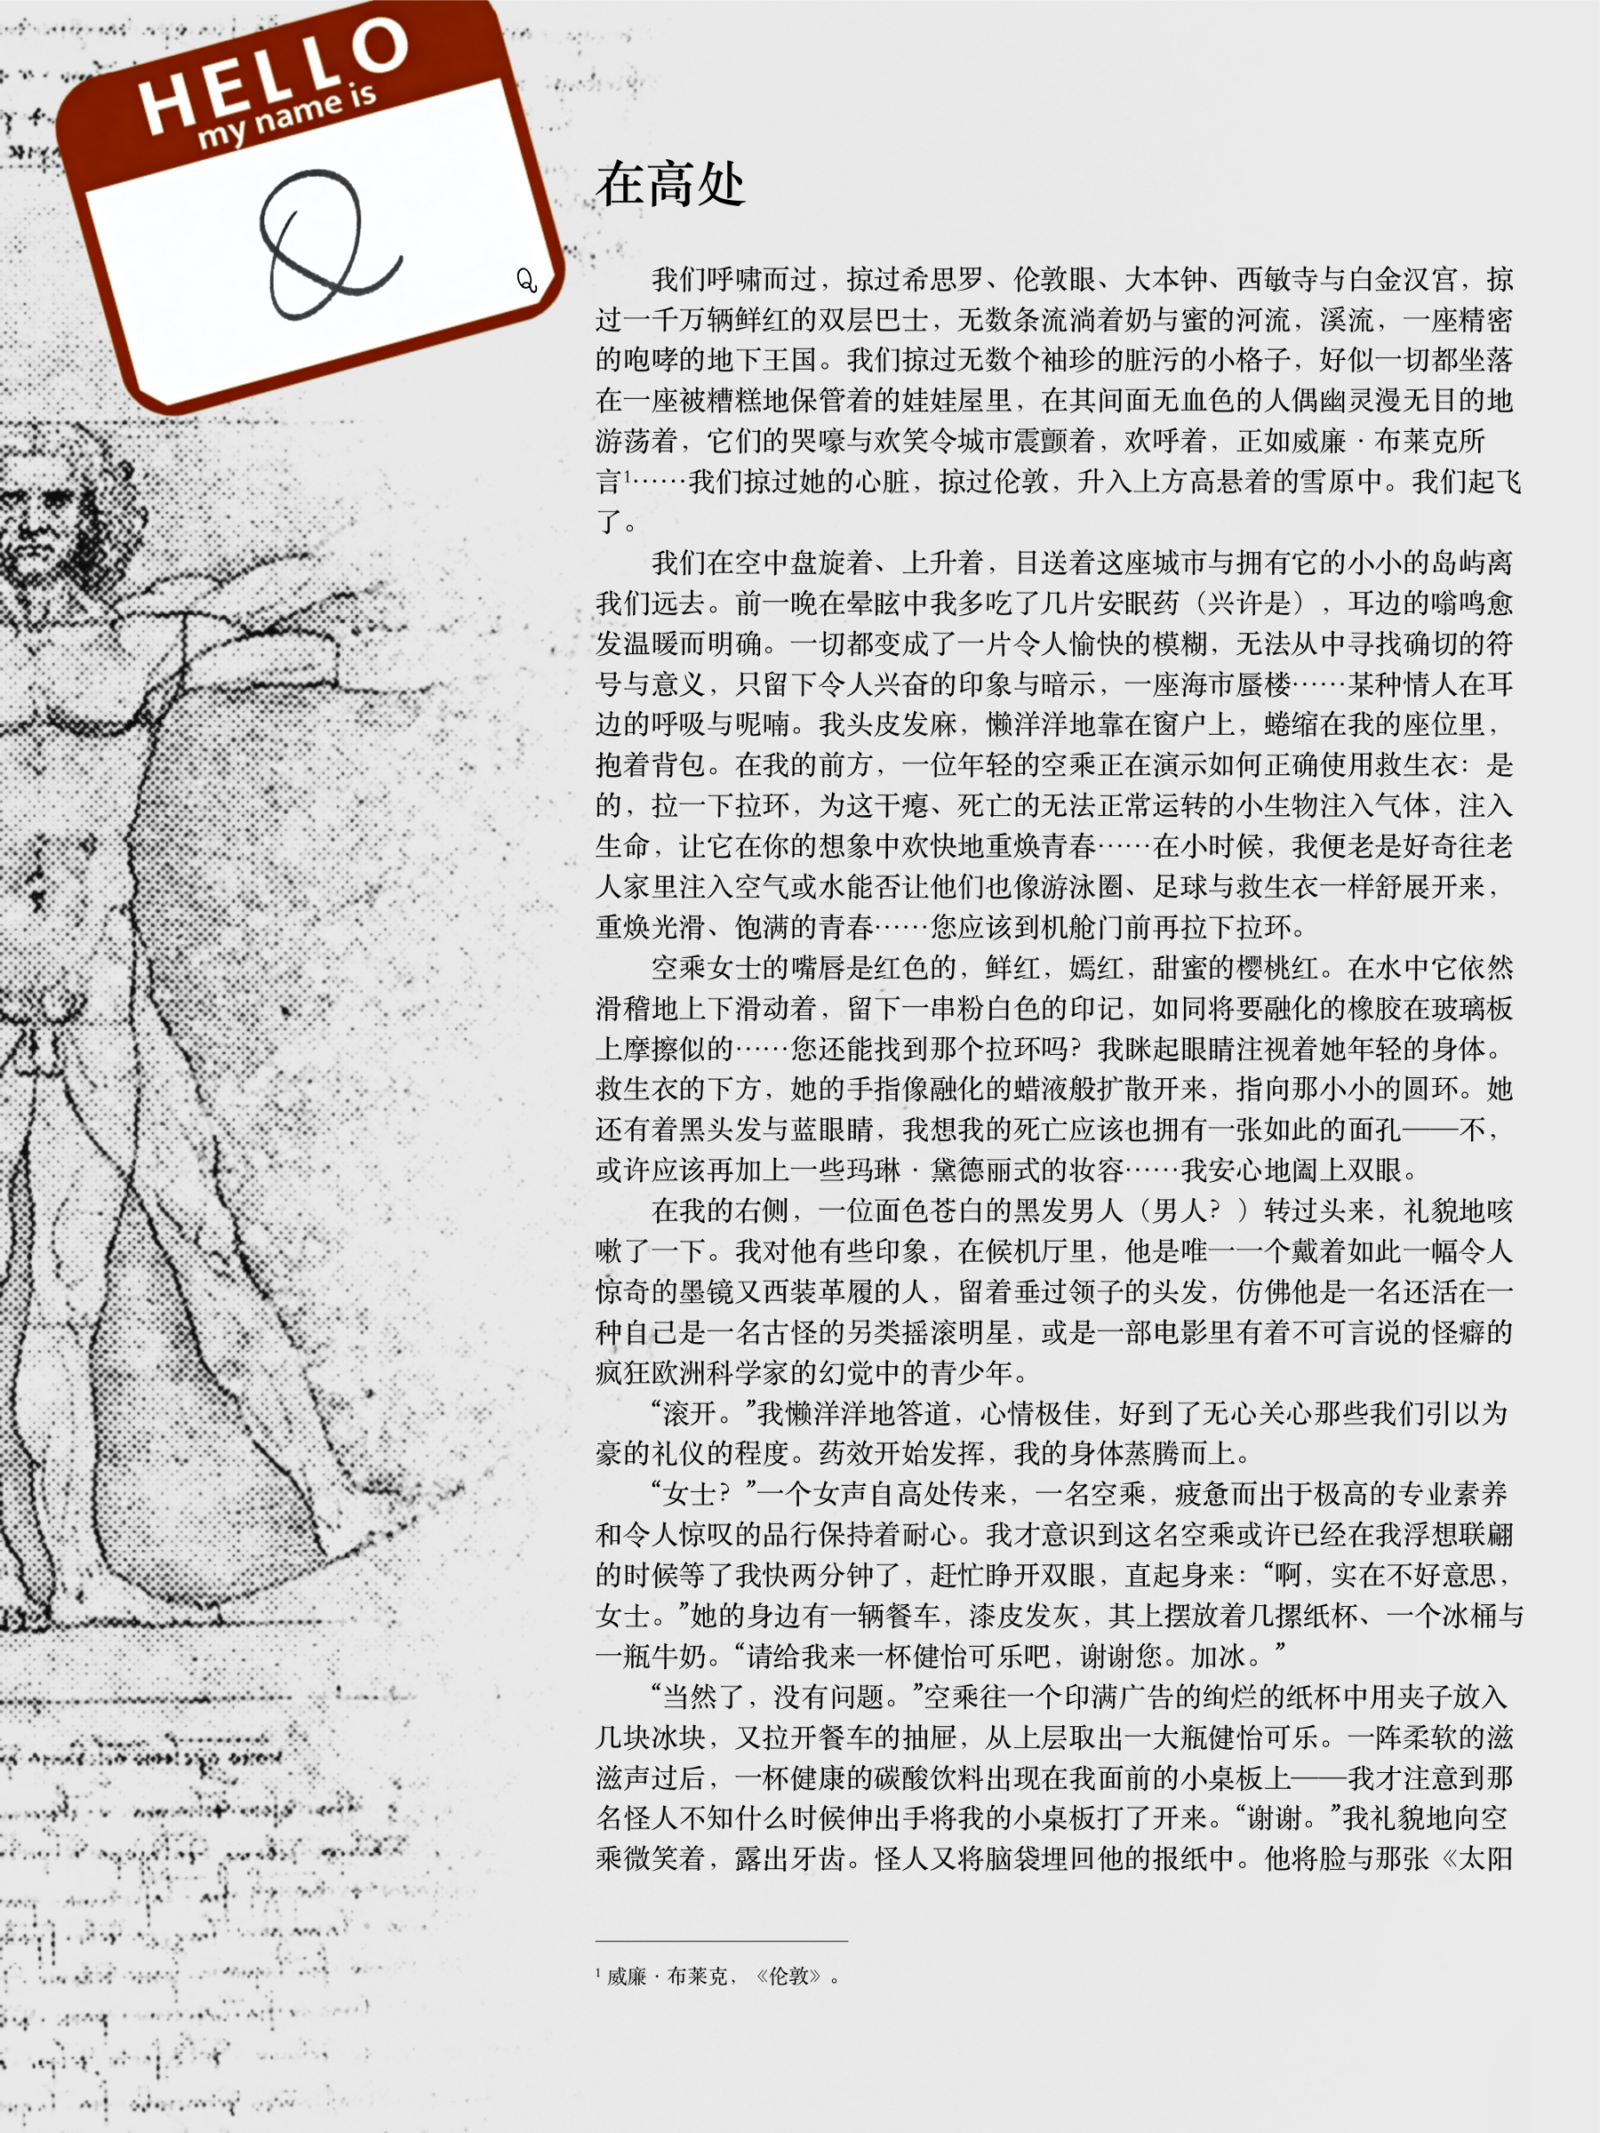 HELLO
my name is
Q
Q
在高处
我们呼啸而过，掠过希思罗、伦敦眼、大本钟、西敏寺与白金汉宫，掠
过一千万辆鲜红的双层巴士，无数条流淌着奶与蜜的河流，溪流，一座精密
的咆哮的地下王国。我们掠过无数个袖珍的脏污的小格子，好似一切都坐落
在一座被糟糕地保管着的娃娃屋里，在其间面无血色的人偶幽灵漫无目的地
游荡着，它们的哭嚎与欢笑令城市震颤着，欢呼着，正如威廉·布莱克所
言1……我们掠过她的心脏，掠过伦敦，升入上方高悬着的雪原中。我们起飞
了。
我们在空中盘旋着、上升着，目送着这座城市与拥有它的小小的岛屿离
我们远去。前一晚在晕眩中我多吃了几片安眠药（兴许是），耳边的嗡鸣愈
发温暖而明确。一切都变成了一片令人愉快的模糊，无法从中寻找确切的符
号与意义，只留下令人兴奋的印象与暗示，一座海市蜃楼……某种情人在耳
边的呼吸与呢喃。我头皮发麻，懒洋洋地靠在窗户上，蜷缩在我的座位里，
抱着背包。在我的前方，一位年轻的空乘正在演示如何正确使用救生衣：是
的，拉一下拉环，为这干瘪、死亡的无法正常运转的小生物注入气体，注入
生命，让它在你的想象中欢快地重焕青春……在小时候，我便老是好奇往老
人家里注入空气或水能否让他们也像游泳圈、足球与救生衣一样舒展开来，
重焕光滑、饱满的青春……您应该到机舱门前再拉下拉环。
空乘女士的嘴唇是红色的，鲜红，嫣红，甜蜜的樱桃红。在水中它依然
滑稽地上下滑动着，留下一串粉白色的印记，如同将要融化的橡胶在玻璃板
上摩擦似的……您还能找到那个拉环吗？我眯起眼睛注视着她年轻的身体。
救生衣的下方，她的手指像融化的蜡液般扩散开来，指向那小小的圆环。她
还有着黑头发与蓝眼睛，我想我的死亡应该也拥有一张如此的面孔——不，
或许应该再加上一些玛琳·黛德丽式的妆容……我安心地阖上双眼。
在我的右侧，一位面色苍白的黑发男人（男人？）转过头来，礼貌地咳
嗽了一下。我对他有些印象，在候机厅里，他是唯一一个戴着如此一幅令人
惊奇的墨镜又西装革履的人，留着垂过领子的头发，仿佛他是一名还活在一
种自己是一名古怪的另类摇滚明星，或是一部电影里有着不可言说的怪癖的
疯狂欧洲科学家的幻觉中的青少年。
“滚开。”我懒洋洋地答道，心情极佳，好到了无心关心那些我们引以为
豪的礼仪的程度。药效开始发挥，我的身体蒸腾而上。
“女士？”一个女声自高处传来，一名空乘，疲惫而出于极高的专业素养
和令人惊叹的品行保持着耐心。我才意识到这名空乘或许已经在我浮想联翩
的时候等了我快两分钟了，赶忙睁开双眼，直起身来：“啊，实在不好意思，
女士。”她的身边有一辆餐车，漆皮发灰，其上摆放着几摞纸杯、一个冰桶与
一瓶牛奶。“请给我来一杯健怡可乐吧，谢谢您。加冰。”
“当然了，没有问题。”空乘往一个印满广告的绚烂的纸杯中用夹子放入
几块冰块，又拉开餐车的抽屉，从上层取出一大瓶健怡可乐。一阵柔软的滋
滋声过后，一杯健康的碳酸饮料出现在我面前的小桌板上——我才注意到那
名怪人不知什么时候伸出手将我的小桌板打了开来。“谢谢。”我礼貌地向空
乘微笑着，露出牙齿。怪人又将脑袋埋回他的报纸中。他将脸与那张《太阳
1 威廉·布莱克，《伦敦》。